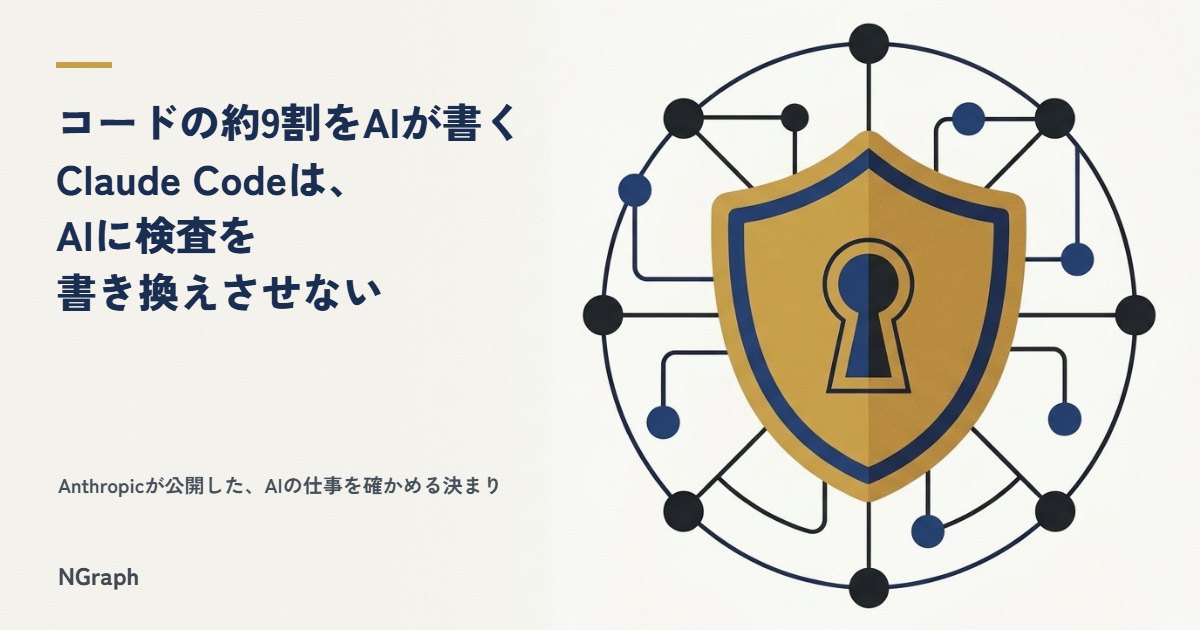 コードの約9割をAIが書く
Claude Codeは、
AIに検査を
書き換えさせない
Anthropicが公開した、AIの仕事を確かめる決まり
NGraph